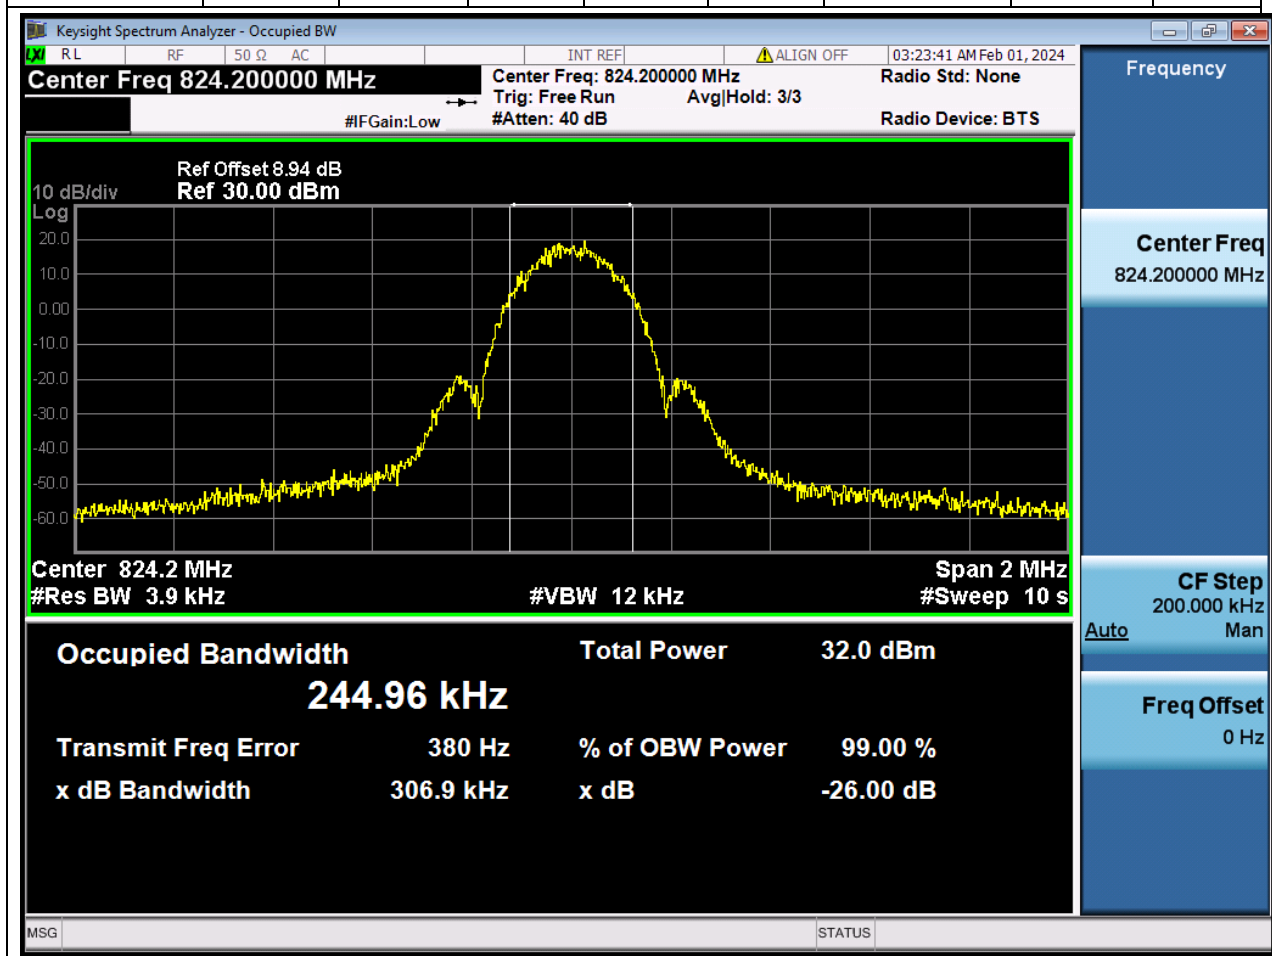 Keysight Spectrum Analyzer - Occupied BW
LXI RL RF 50 Ω AC INT REF ALIGN OFF 03:23:41 AM Feb 01, 2024
Center Freq 824.200000 MHz
Center Freq: 824.200000 MHz
Radio Std: None
Trig: Free Run Avg|Hold: 3/3
#IFGain:Low
#Atten: 40 dB
Radio Device: BTS
Ref Offset 8.94 dB
10 dB/div Ref 30.00 dBm
Log
20.0
10.0
0.00
-10.0
-20.0
-30.0
-40.0
-50.0
-60.0
Center 824.2 MHz Span 2 MHz
#Res BW 3.9 kHz #VBW 12 kHz #Sweep 10 s
Occupied Bandwidth Total Power 32.0 dBm
244.96 kHz
Transmit Freq Error 380 Hz % of OBW Power 99.00 %
x dB Bandwidth 306.9 kHz x dB -26.00 dB
MSG STATUS
Frequency
Center Freq
824.200000 MHz
CF Step
200.000 kHz
Auto Man
Freq Offset
0 Hz